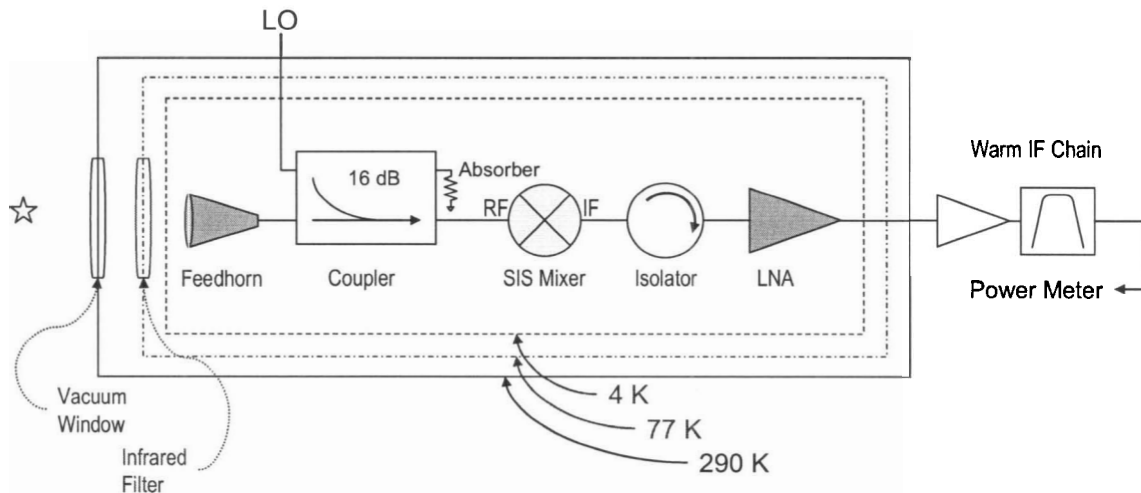 LO
16 dB
Absorber
RF
IF
Feedhorn
Coupler
SIS Mixer
Isolator
LNA
Warm IF Chain
Power Meter
Vacuum
Window
Infrared
Filter
4 K
77 K
290 K